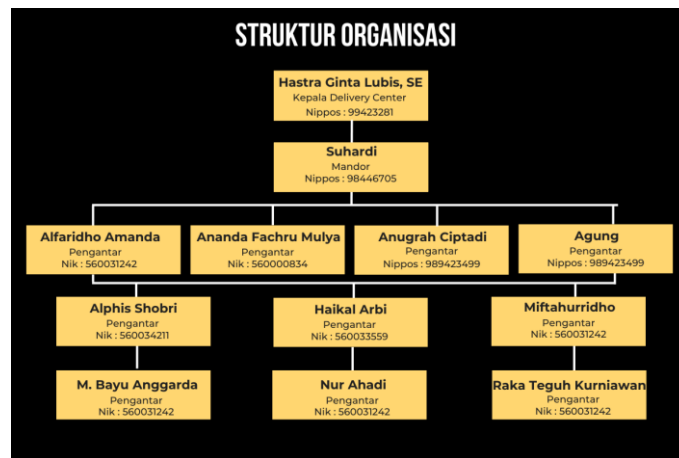 STRUKTUR ORGANISASI
Hastra Ginta Lubis, SE
Kepala Delivery Center
Nippos : 99423281
Suhardi
Mandor
Nippos : 98446705
Alfaridho Amanda
Pengantar
Nik : 560031242
Ananda Fachru Mulya
Pengantar
Nik : 560000834
Anugrah Ciptadi
Pengantar
Nippos : 989423499
Agung
Pengantar
Nippos : 989423499
Alphis Shobri
Pengantar
Nik : 560034211
Haikal Arbi
Pengantar
Nik : 560033559
Miftahurridho
Pengantar
Nik : 560031242
M. Bayu Anggarda
Pengantar
Nik : 560031242
Nur Ahadi
Pengantar
Nik : 560031242
Raka Teguh Kurniawan
Pengantar
Nik : 560031242